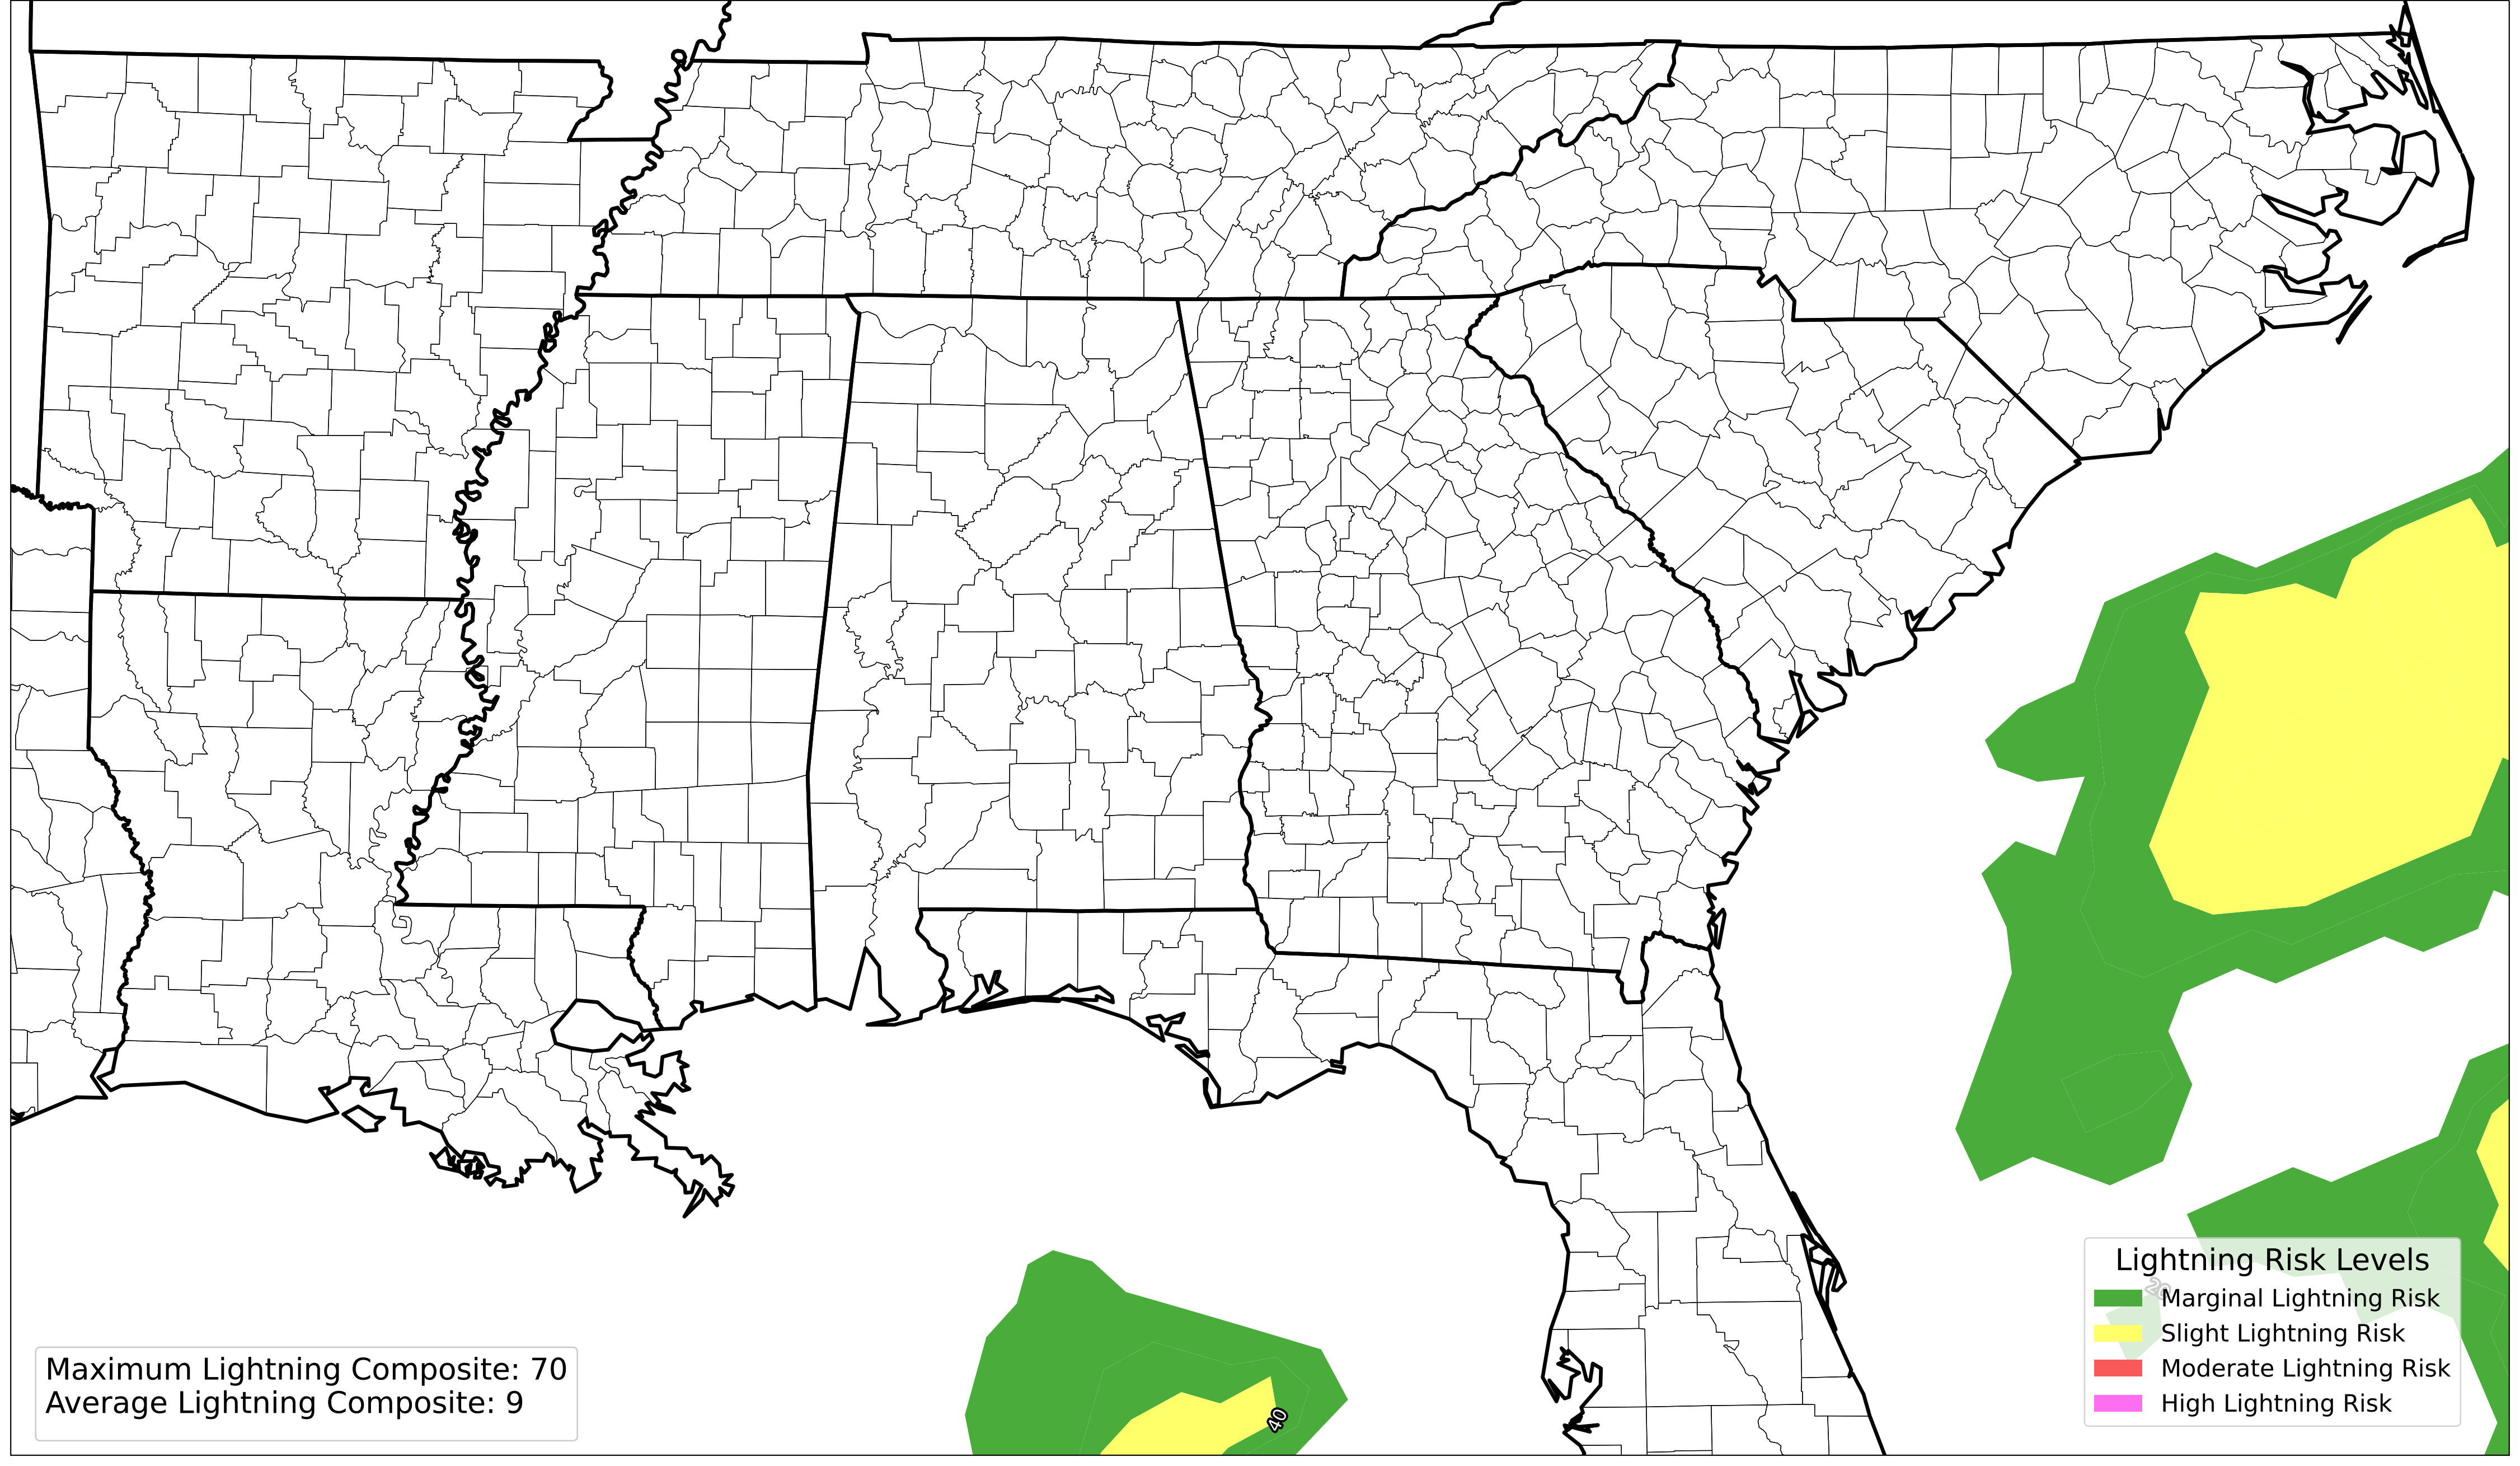 Lightning Risk Levels
20
Marginal Lightning Risk
Slight Lightning Risk
Moderate Lightning Risk
High Lightning Risk
Maximum Lightning Composite: 70
Average Lightning Composite: 9
40